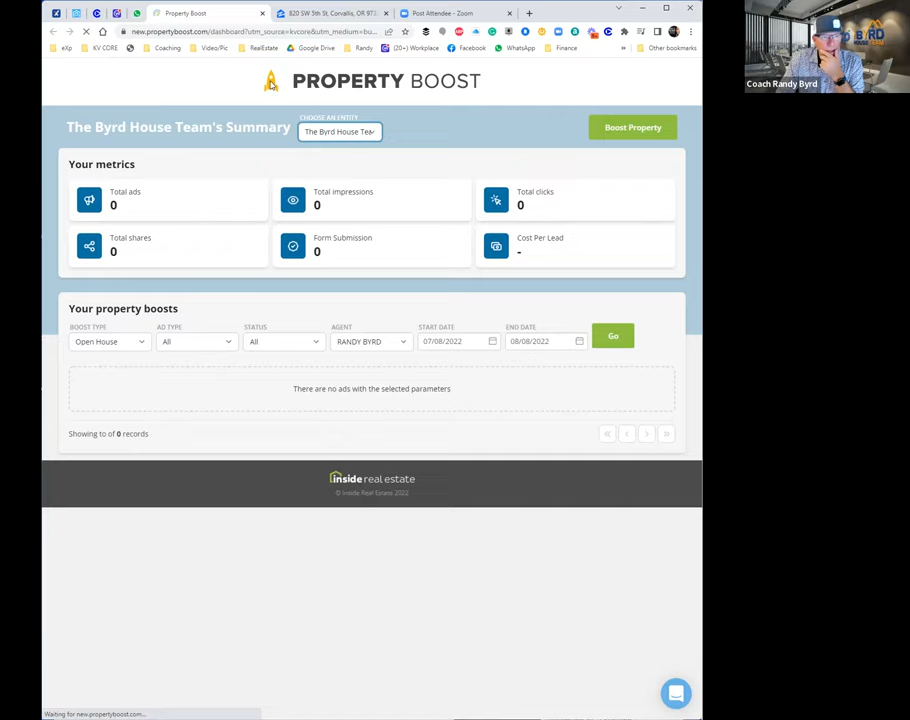 Property Boost
820 SW 5th St, Corvallis, OR 973
Post Attendee - Zoom
new.propertyboost.com/dashboard?utm_source=kvcore&utm_medium=bu...
eXp
KV CORE
Coaching
Video/Pic
RealEstate
Google Drive
Randy
(20+) Workplace
Facebook
WhatsApp
Finance
Other bookmarks
PROPERTY BOOST
The Byrd House Team's Summary
CHOOSE AN ENTITY
The Byrd House Tea
Boost Property
Your metrics
Total ads
0
Total impressions
0
Total clicks
0
Total shares
0
Form Submission
0
Cost Per Lead
-
Your property boosts
BOOST TYPE
AD TYPE
STATUS
AGENT
START DATE
END DATE
Open House
All
All
RANDY BYRD
07/08/2022
08/08/2022
Go
There are no ads with the selected parameters
Showing to of 0 records
inside real estate
© Inside Real Estate 2022
Waiting for new.propertyboost.com...
Coach Randy Byrd